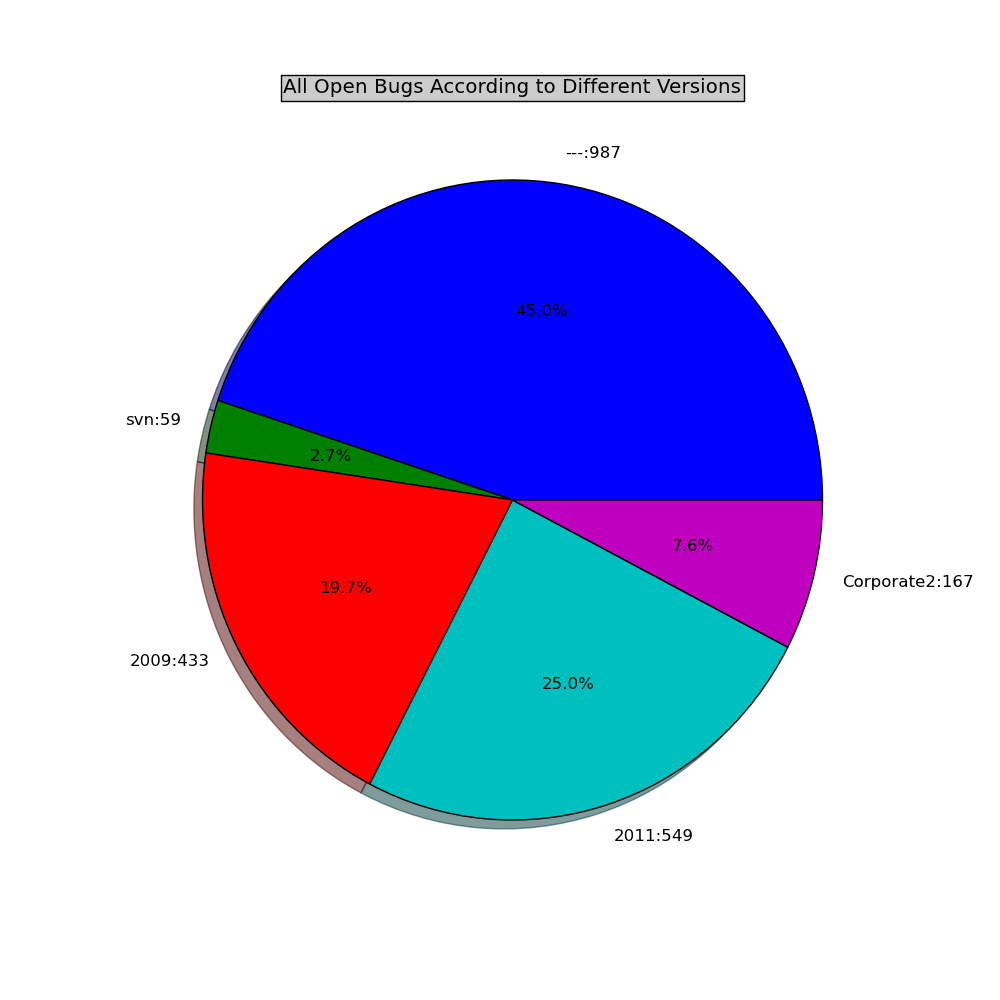 All Open Bugs According to Different Versions
---:987
45.0%
svn:59
2.7%
19.7%
7.6%
Corporate2:167
2009:433
25.0%
2011:549